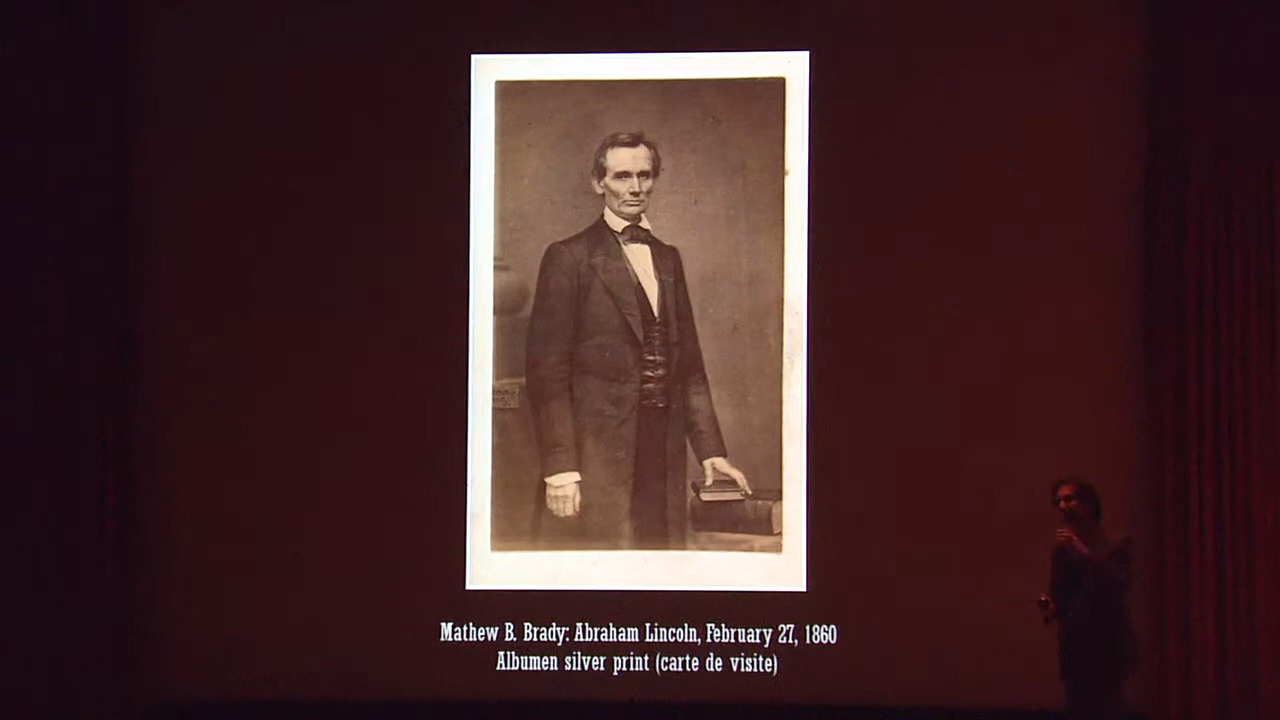 Mathew B. Brady: Abraham Lincoln, February 27, 1860
Albumen silver print (carte de visite)